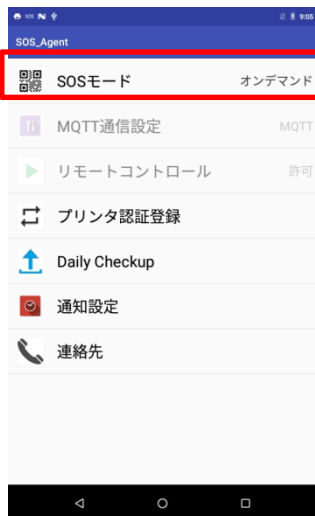 9:05
SOS_Agent
SOSモード オンデマンド
MQTT通信設定 MQTT
リモートコントロール 許可
プリンタ認証登録
Daily Checkup
通知設定
連絡先